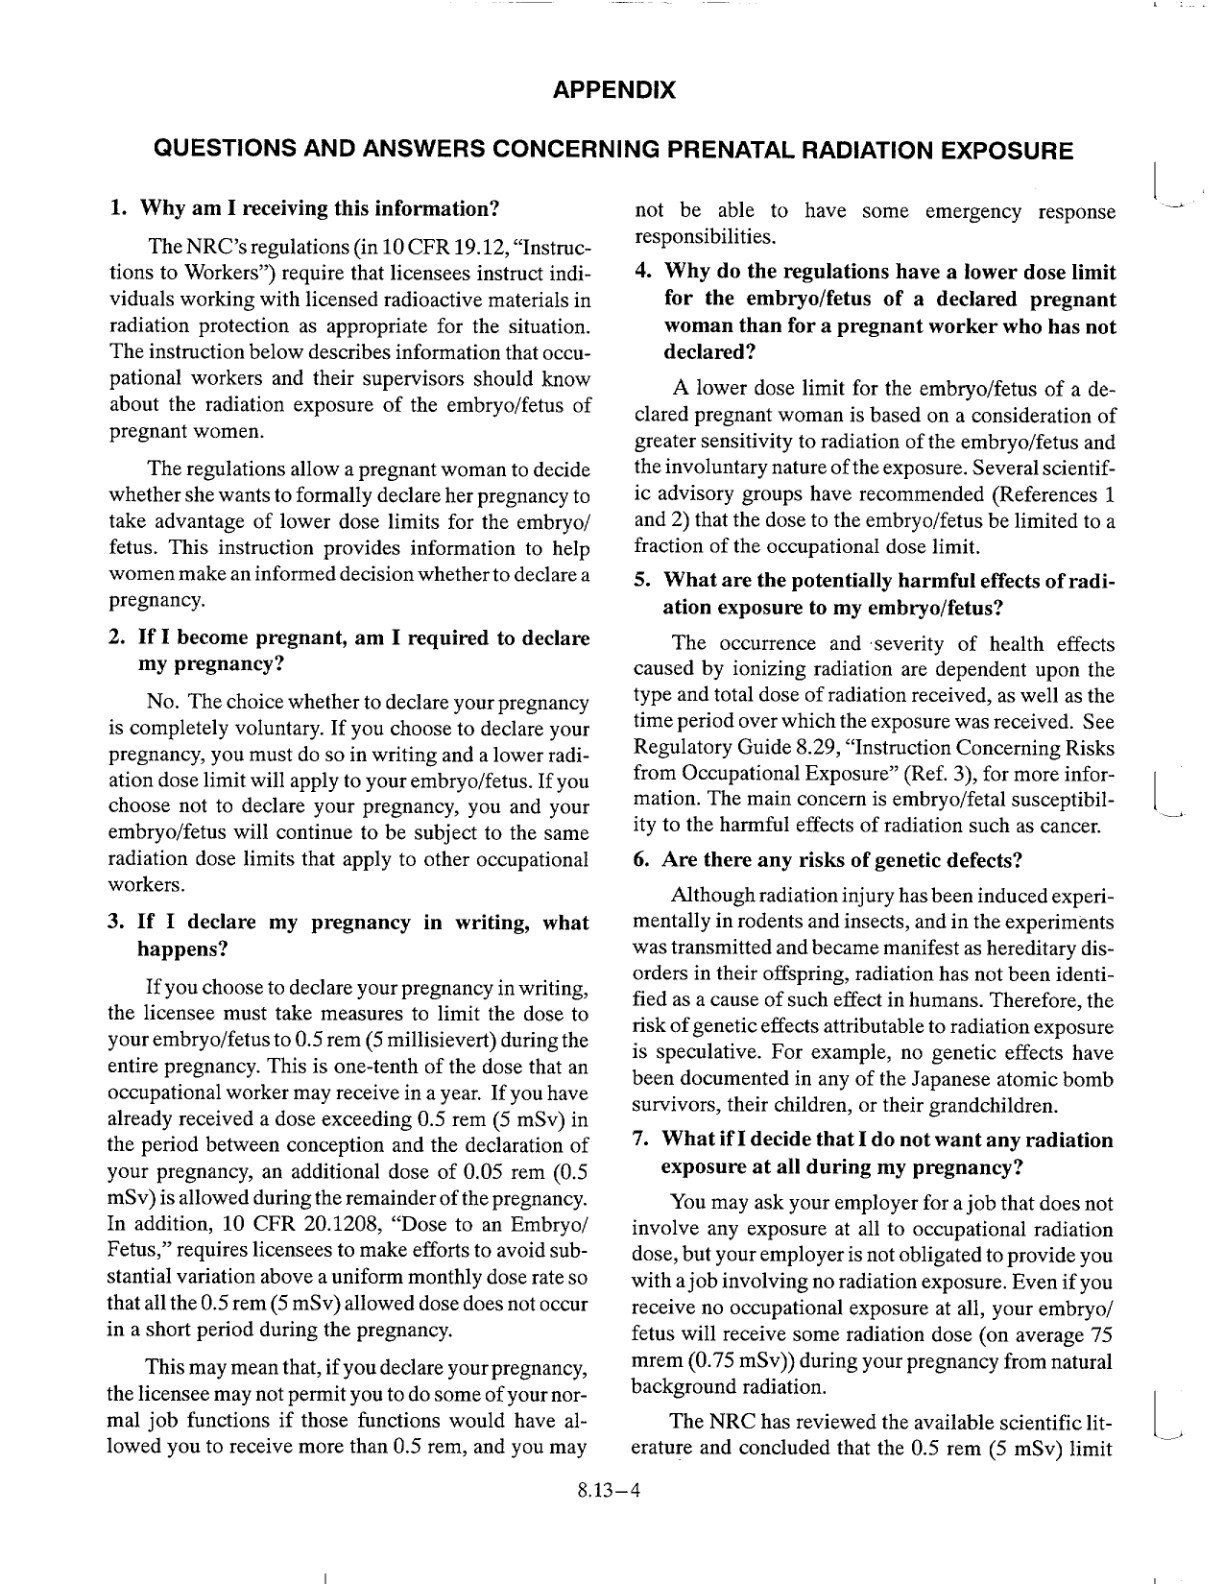 APPENDIX
QUESTIONS AND ANSWERS CONCERNING PRENATAL RADIATION EXPOSURE
1. Why am I receiving this information?
The NRC's regulations (in 10 CFR 19.12, “Instruc-
tions to Workers”) require that licensees instruct indi-
viduals working with licensed radioactive materials in
radiation protection as appropriate for the situation.
The instruction below describes information that occu-
pational workers and their supervisors should know
about the radiation exposure of the embryo/fetus of
pregnant women.
The regulations allow a pregnant woman to decide
whether she wants to formally declare her pregnancy to
take advantage of lower dose limits for the embryo/
fetus. This instruction provides information to help
women make an informed decision whether to declare a
pregnancy.
2. If I become pregnant, am I required to declare
my pregnancy?
No. The choice whether to declare your pregnancy
is completely voluntary. If you choose to declare your
pregnancy, you must do so in writing and a lower radi-
ation dose limit will apply to your embryo/fetus. If you
choose not to declare your pregnancy, you and your
embryo/fetus will continue to be subject to the same
radiation dose limits that apply to other occupational
workers.
3. If I declare my pregnancy in writing, what
happens?
If you choose to declare your pregnancy in writing,
the licensee must take measures to limit the dose to
your embryo/fetus to 0.5 rem (5 millisievert) during the
entire pregnancy. This is one-tenth of the dose that an
occupational worker may receive in a year. If you have
already received a dose exceeding 0.5 rem (5 mSv) in
the period between conception and the declaration of
your pregnancy, an additional dose of 0.05 rem (0.5
mSv) is allowed during the remainder of the pregnancy.
In addition, 10 CFR 20.1208, “Dose to an Embryo/
Fetus,” requires licensees to make efforts to avoid sub-
stantial variation above a uniform monthly dose rate so
that all the 0.5 rem (5 mSv) allowed dose does not occur
in a short period during the pregnancy.
This may mean that, if you declare your pregnancy,
the licensee may not permit you to do some of your nor-
mal job functions if those functions would have al-
lowed you to receive more than 0.5 rem, and you may
not be able to have some emergency response
responsibilities.
4. Why do the regulations have a lower dose limit
for the embryo/fetus of a declared pregnant
woman than for a pregnant worker who has not
declared?
A lower dose limit for the embryo/fetus of a de-
clared pregnant woman is based on a consideration of
greater sensitivity to radiation of the embryo/fetus and
the involuntary nature of the exposure. Several scientif-
ic advisory groups have recommended (References 1
and 2) that the dose to the embryo/fetus be limited to a
fraction of the occupational dose limit.
5. What are the potentially harmful effects of radi-
ation exposure to my embryo/fetus?
The occurrence and severity of health effects
caused by ionizing radiation are dependent upon the
type and total dose of radiation received, as well as the
time period over which the exposure was received. See
Regulatory Guide 8.29, “Instruction Concerning Risks
from Occupational Exposure” (Ref. 3), for more infor-
mation. The main concern is embryo/fetal susceptibil-
ity to the harmful effects of radiation such as cancer.
6. Are there any risks of genetic defects?
Although radiation injury has been induced experi-
mentally in rodents and insects, and in the experiments
was transmitted and became manifest as hereditary dis-
orders in their offspring, radiation has not been identi-
fied as a cause of such effect in humans. Therefore, the
risk of genetic effects attributable to radiation exposure
is speculative. For example, no genetic effects have
been documented in any of the Japanese atomic bomb
survivors, their children, or their grandchildren.
7. What if I decide that I do not want any radiation
exposure at all during my pregnancy?
You may ask your employer for a job that does not
involve any exposure at all to occupational radiation
dose, but your employer is not obligated to provide you
with a job involving no radiation exposure. Even if you
receive no occupational exposure at all, your embryo/
fetus will receive some radiation dose (on average 75
mrem (0.75 mSv)) during your pregnancy from natural
background radiation.
The NRC has reviewed the available scientific lit-
erature and concluded that the 0.5 rem (5 mSv) limit
8.13–4